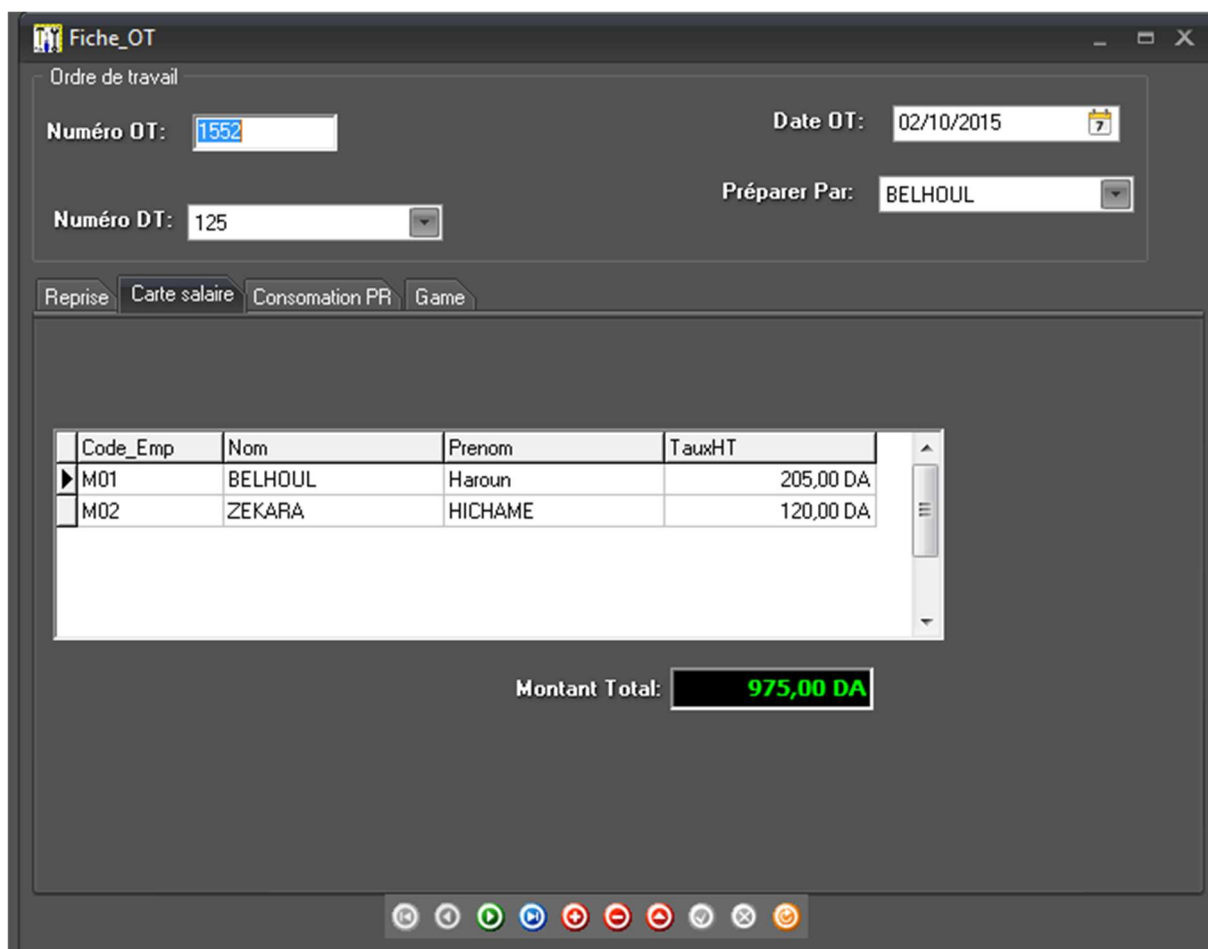 Fiche_OT
Ordre de travail
Numéro OT: 1552
Date OT: 02/10/2015 7
Numéro DT: 125
Préparer Par: BELHOUL
Reprise Carte salaire Consomation PR Game
Code_Emp Nom Prenom TauxHT
M01 BELHOUL Haroun 205,00 DA
M02 ZEKARA HICHAME 120,00 DA
Montant Total: 975,00 DA